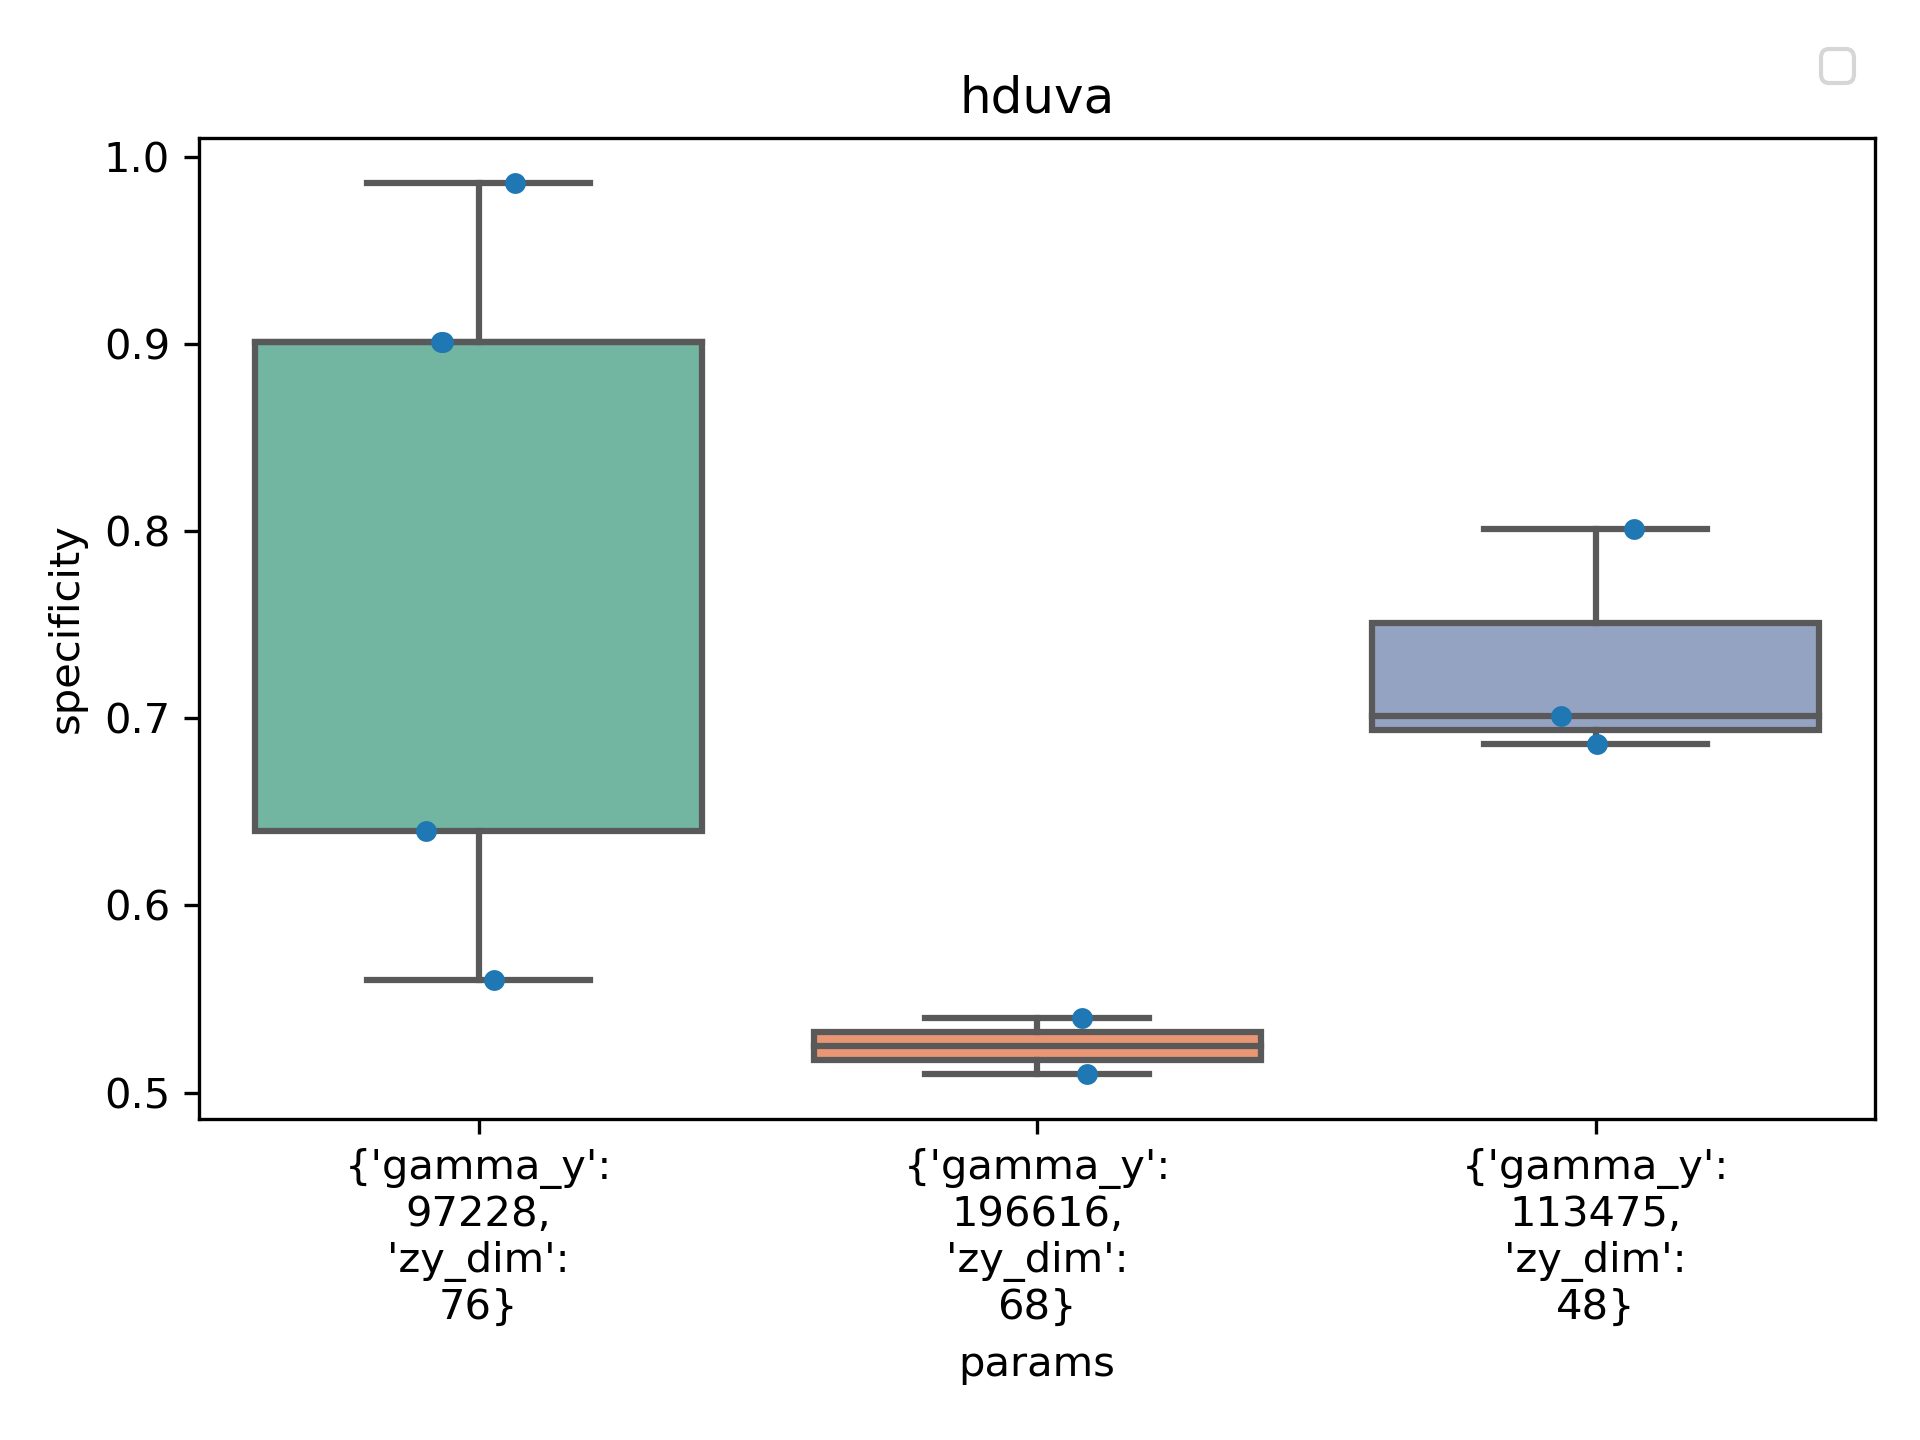 hduva
1.0
0.9
0.8
0.7
0.6
0.5
specificity
{'gamma_y':
97228,
'zy_dim':
76}
{'gamma_y':
196616,
'zy_dim':
68}
{'gamma_y':
113475,
'zy_dim':
48}
params